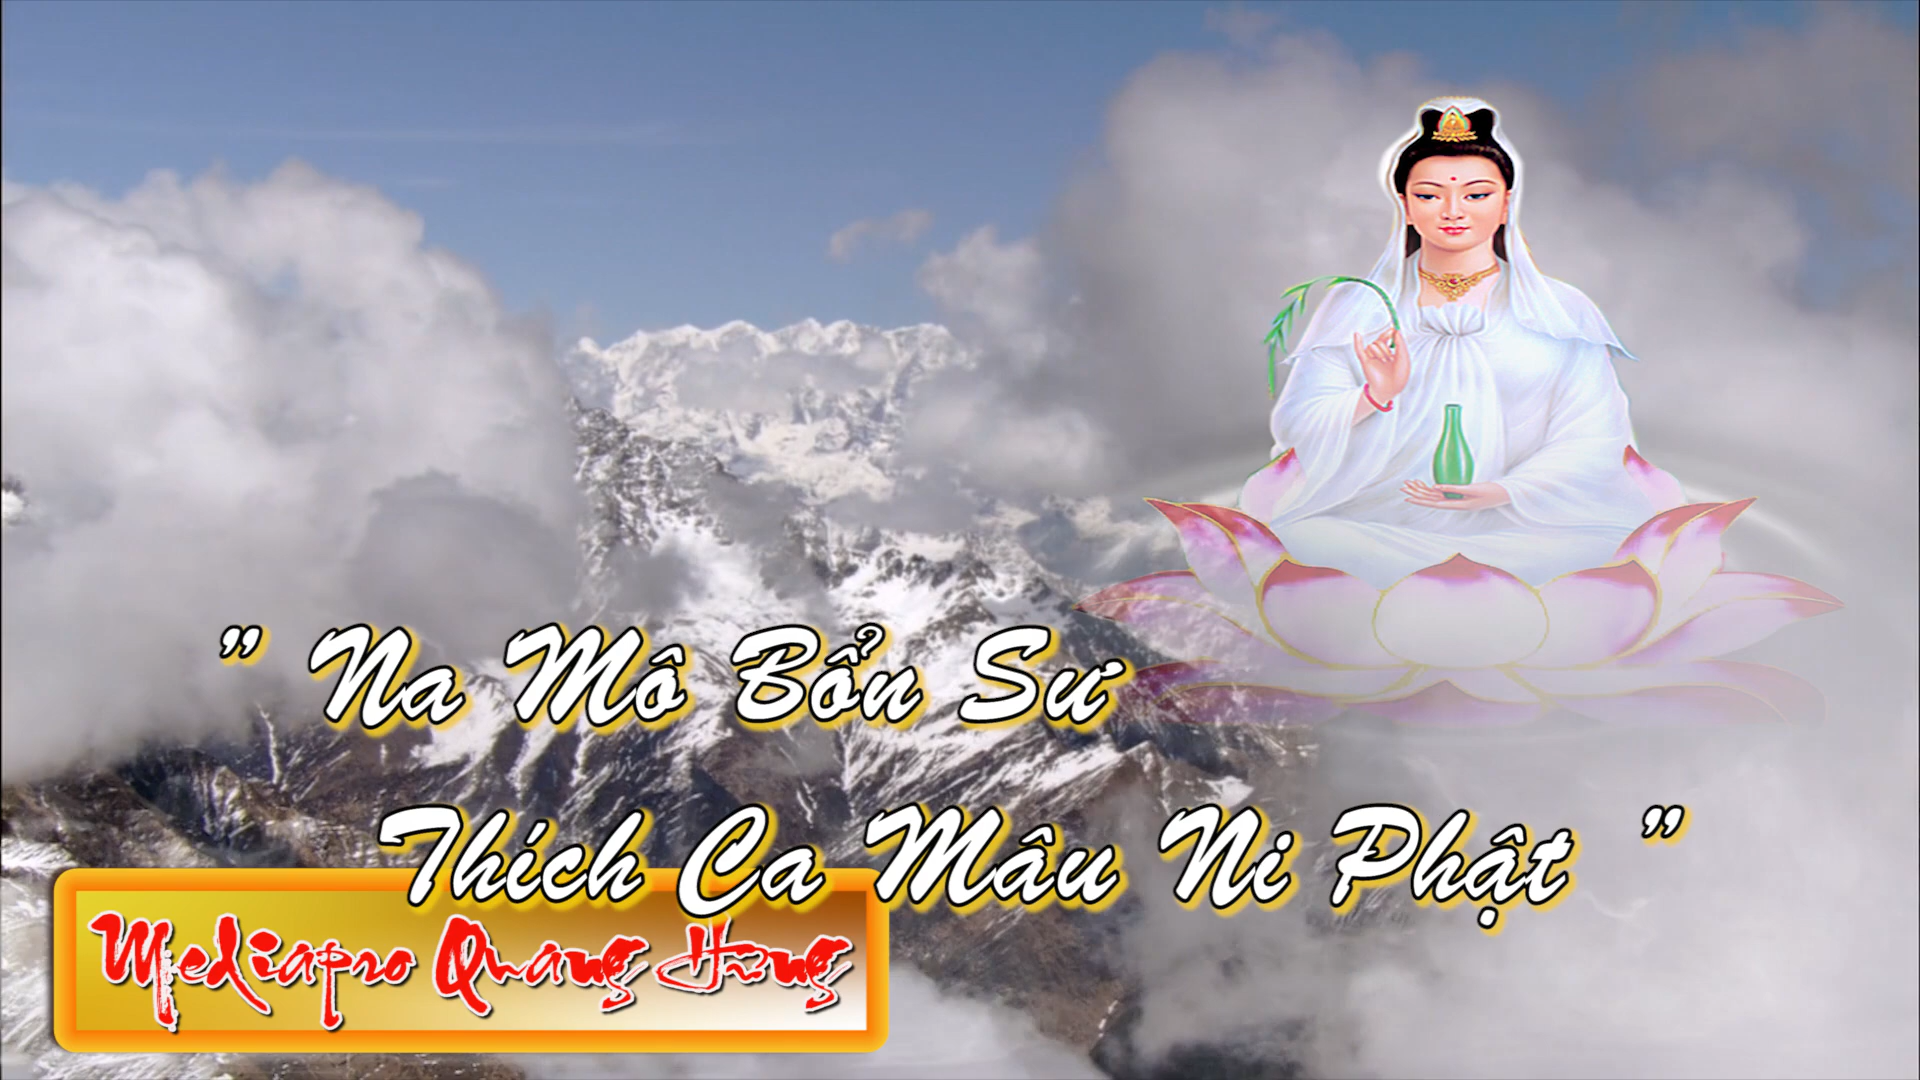 " Na Mô Bổn Sư
Thích Ca Mâu Ni Phật "
Mediapro Quang Hưng